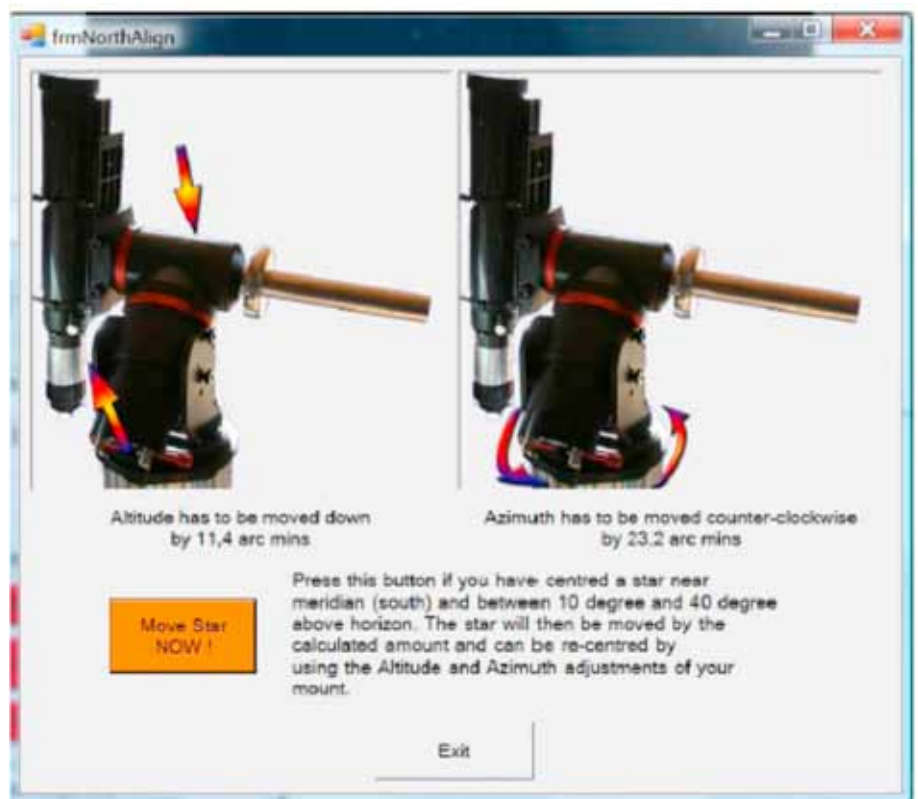 frmNorthAlign
Altitude has to be moved down
by 11,4 arc mins
Azimuth has to be moved counter-clockwise
by 23,2 arc mins
Move Star
NOW !
Press this button if you have centred a star near
meridian (south) and between 10 degree and 40 degree
above horizon. The star will then be moved by the
calculated amount and can be re-centred by
using the Altitude and Azimuth adjustments of your
mount.
Exit